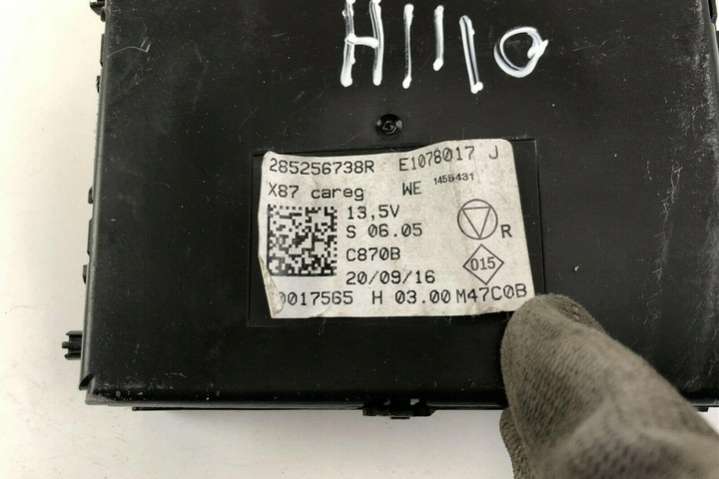 H1110
285256738R E1078017 J
X87 careg WE 1458431
13,5V
S 06.05
R
C870B
015
20/09/16
0017565 H 03.00 M47C0B